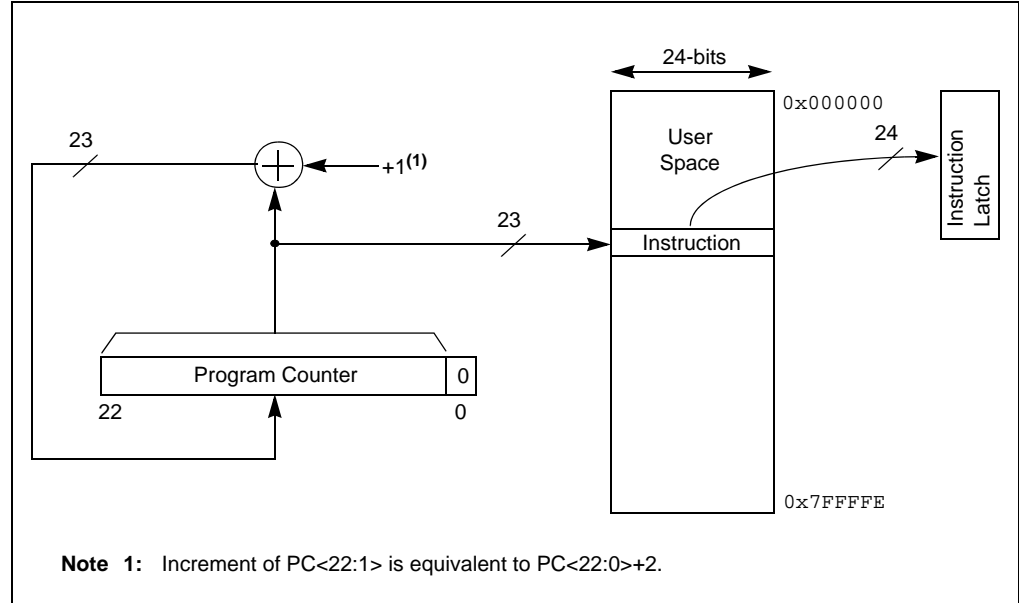 24-bits
0x000000
23
+1(1)
User
Space
24
Instruction
Latch
23
Instruction
Program Counter
0
22
0
0x7FFFFE
Note 1: Increment of PC<22:1> is equivalent to PC<22:0>+2.